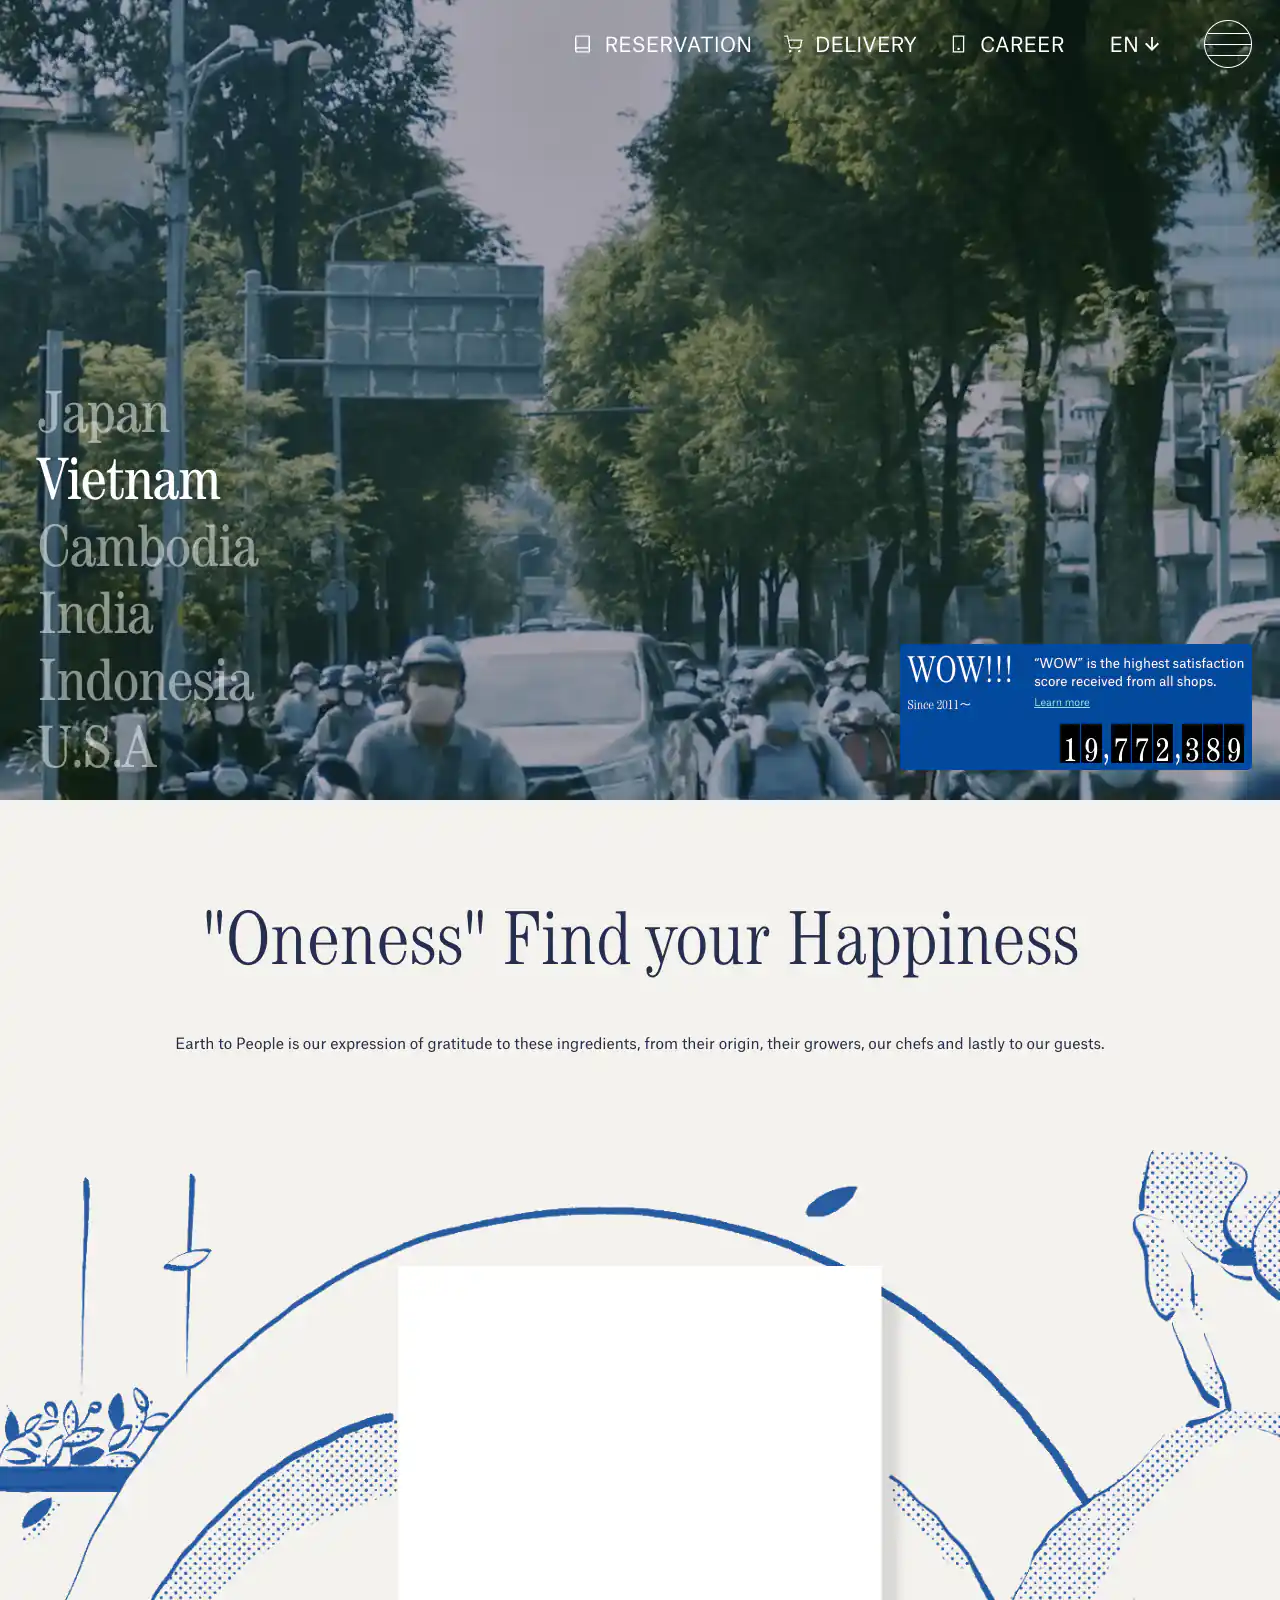 RESERVATION
DELIVERY
CAREER
EN
Japan
Vietnam
Cambodia
India
Indonesia
U.S.A
WOW!!!
Since 2011〜
“WOW” is the highest satisfaction
score received from all shops.
Learn more
19,772,389
"Oneness" Find your Happiness
Earth to People is our expression of gratitude to these ingredients, from their origin, their growers, our chefs and lastly to our guests.